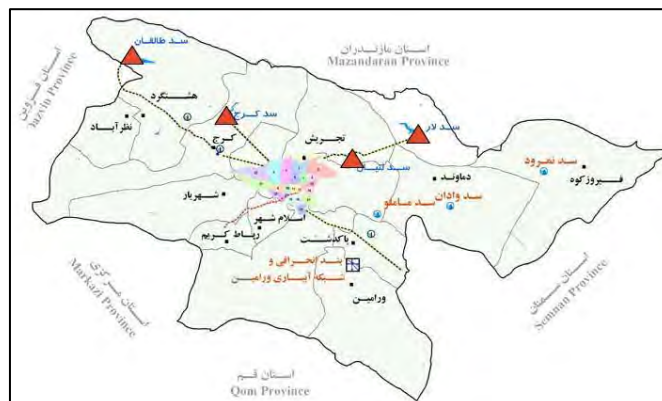 سد طالقان
استان مازندران
Mazandaran Province
استان قزوین
Qazvin Province
هشتگرد
نظرآباد
سد کرج
کرج
تجریش
سد لار
سد لتیان
دماوند
سد نمرود
فیروزکوه
سد وادان
سد ماملو
شهریار
اسلام شهر
رباط کریم
پاکدشت
بند انحرافی و
شبکه آبیاری ورامین
ورامین
استان مرکزی
Markazi Province
استان سمنان
Semnan Province
استان قم
Qom Province